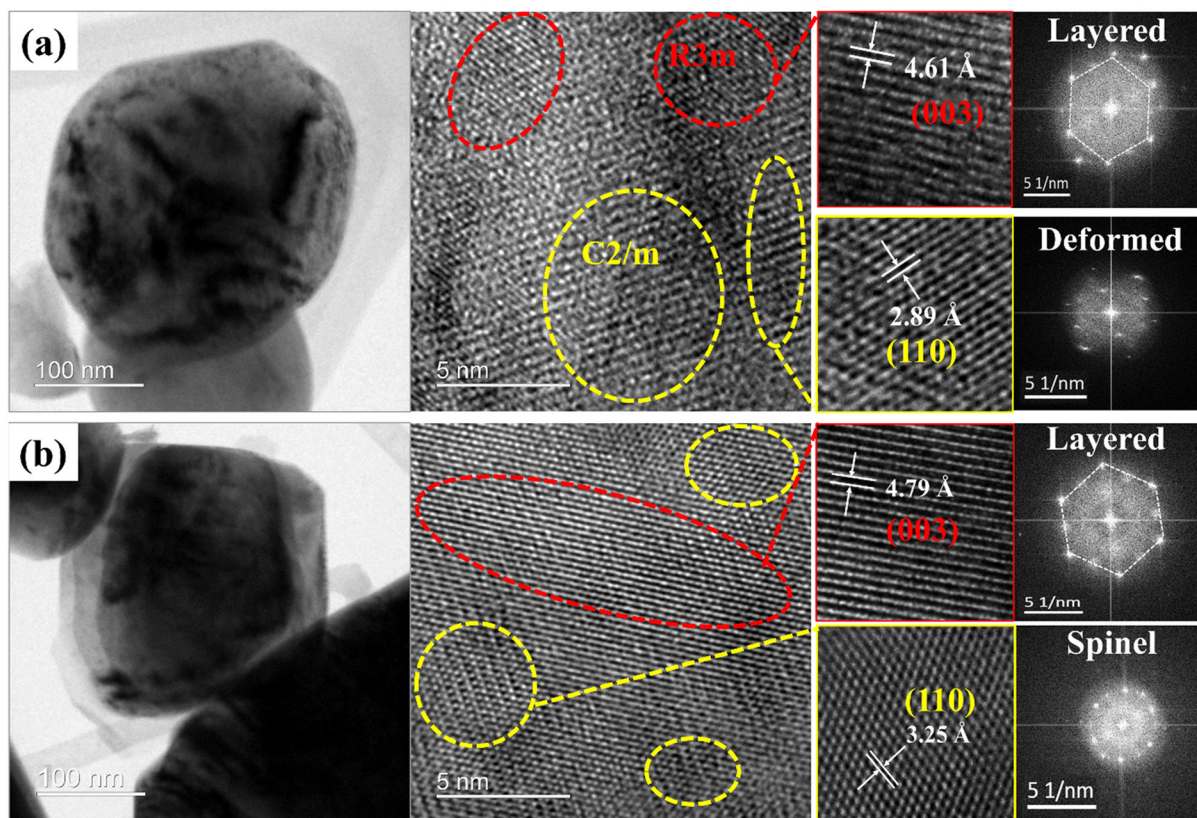 (a)
100 nm
R3m
C2/m
5 nm
4.61 Å
(003)
Layered
5 1/nm
2.89 Å
(110)
Deformed
5 1/nm
(b)
100 nm
5 nm
4.79 Å
(003)
Layered
5 1/nm
(110)
3.25 Å
Spinel
5 1/nm